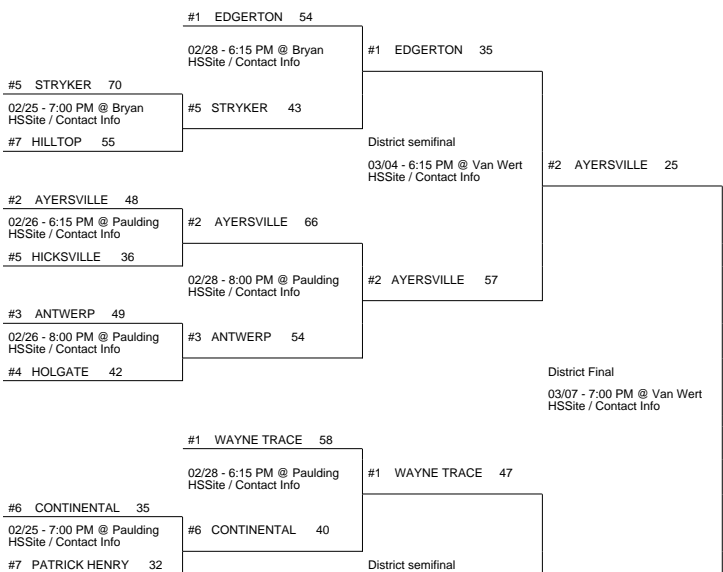 #1 EDGERTON 54
02/28 - 6:15 PM @ Bryan
HSSite / Contact Info
#1 EDGERTON 35
#5 STRYKER 70
02/25 - 7:00 PM @ Bryan
HSSite / Contact Info
#5 STRYKER 43
#7 HILLTOP 55
District semifinal
03/04 - 6:15 PM @ Van Wert
HSSite / Contact Info
#2 AYERSVILLE 25
#2 AYERSVILLE 48
02/26 - 6:15 PM @ Paulding
HSSite / Contact Info
#2 AYERSVILLE 66
#5 HICKSVILLE 36
02/28 - 8:00 PM @ Paulding
HSSite / Contact Info
#2 AYERSVILLE 57
#3 ANTWERP 49
02/26 - 8:00 PM @ Paulding
HSSite / Contact Info
#3 ANTWERP 54
#4 HOLGATE 42
District Final
03/07 - 7:00 PM @ Van Wert
HSSite / Contact Info
#1 WAYNE TRACE 58
02/28 - 6:15 PM @ Paulding
HSSite / Contact Info
#1 WAYNE TRACE 47
#6 CONTINENTAL 35
02/25 - 7:00 PM @ Paulding
HSSite / Contact Info
#6 CONTINENTAL 40
#7 PATRICK HENRY 32
District semifinal